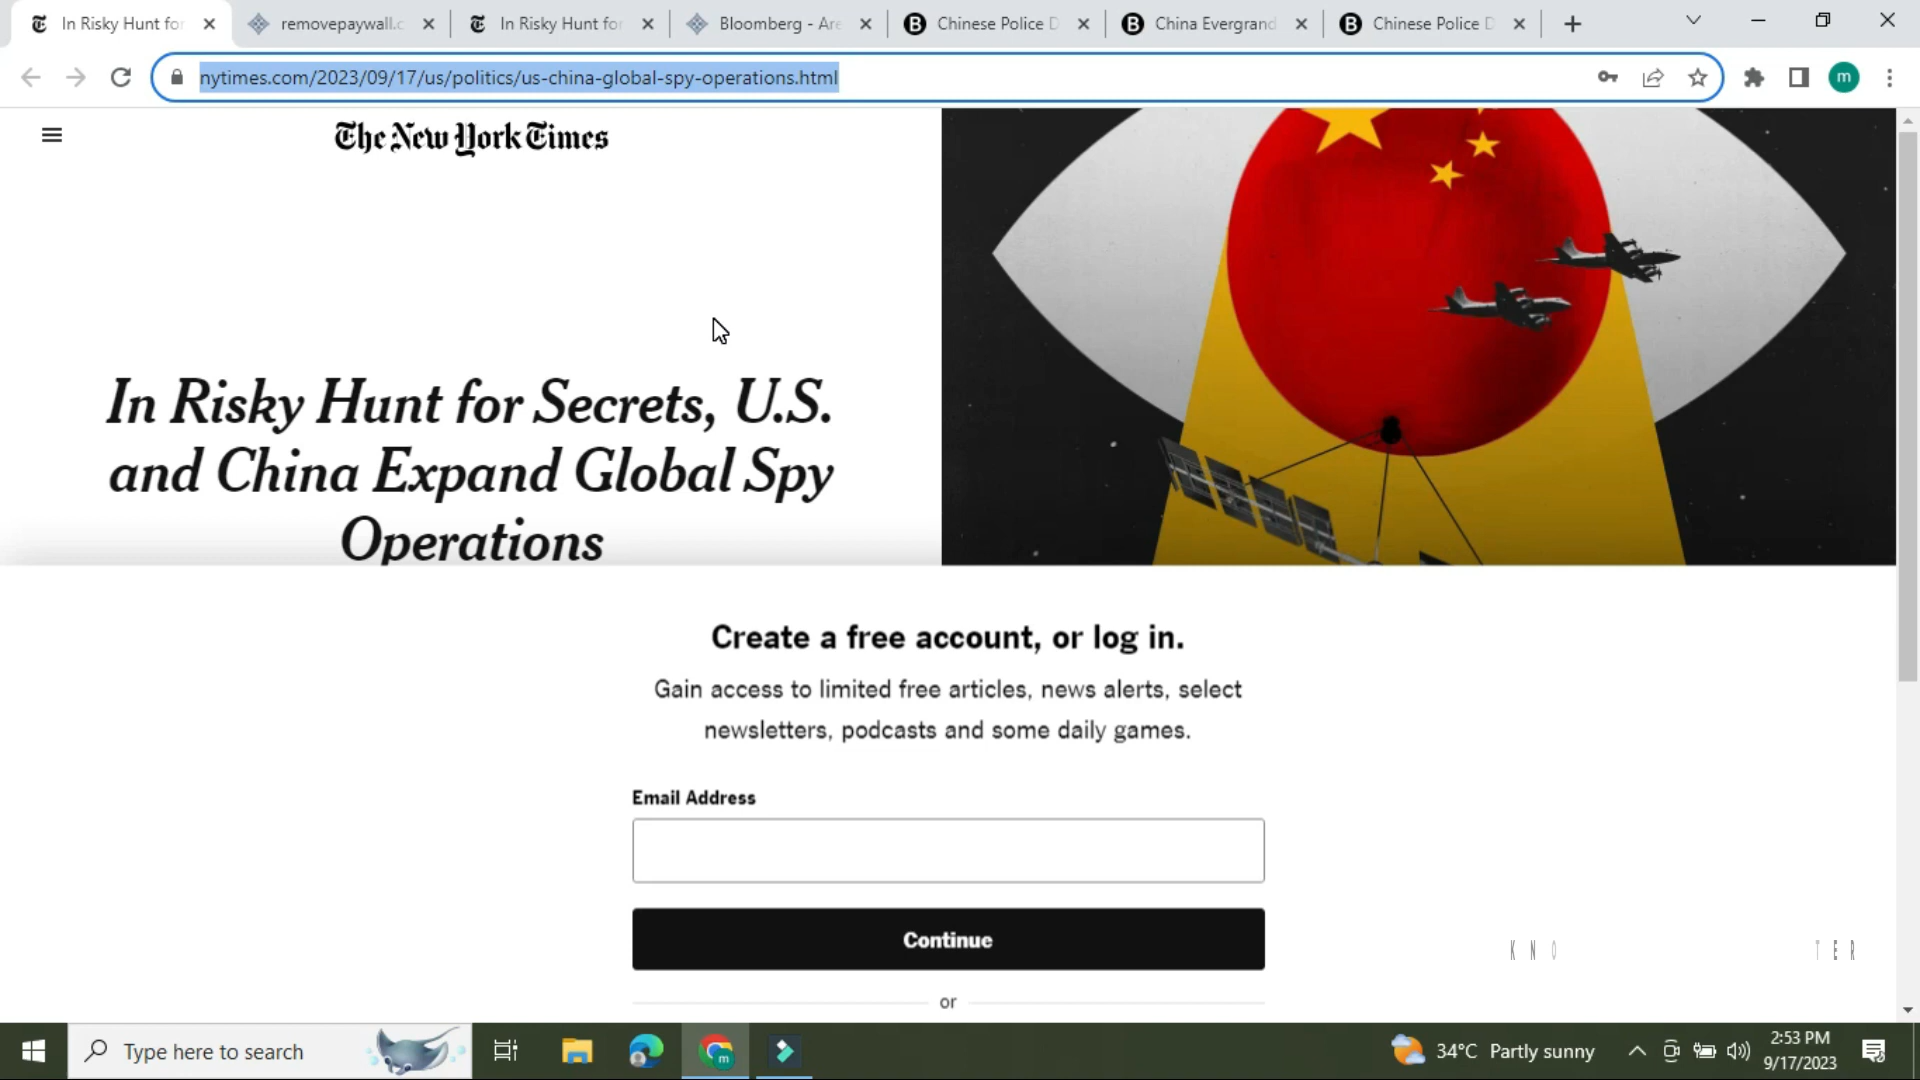 In Risky Hunt for
removepaywall.c
In Risky Hunt for
Bloomberg - Are
Chinese Police D
China Evergrand
Chinese Police D
nytimes.com/2023/09/17/us/politics/us-china-global-spy-operations.html
m
The New York Times
In Risky Hunt for Secrets, U.S.
and China Expand Global Spy
Operations
Create a free account, or log in.
Gain access to limited free articles, news alerts, select
newsletters, podcasts and some daily games.
Email Address
Continue
K N O T E R
or
Type here to search
m
34°C Partly sunny
2:53 PM
9/17/2023